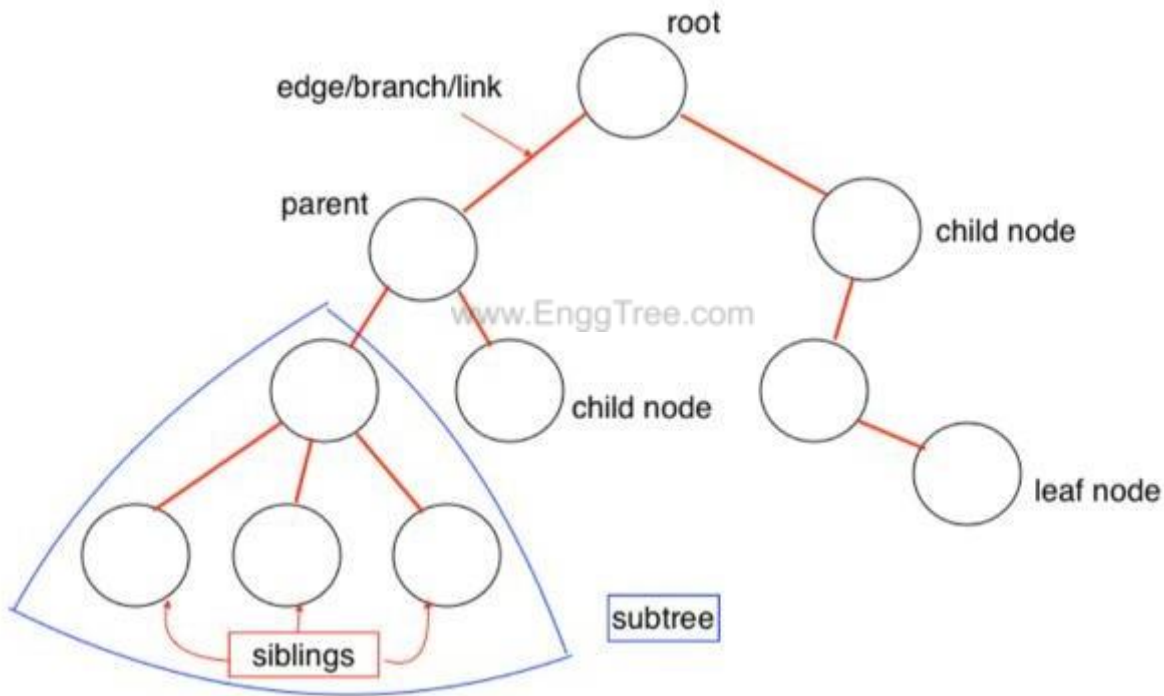 root
edge/branch/link
parent
child node
www.EnggTree.com
child node
leaf node
subtree
siblings